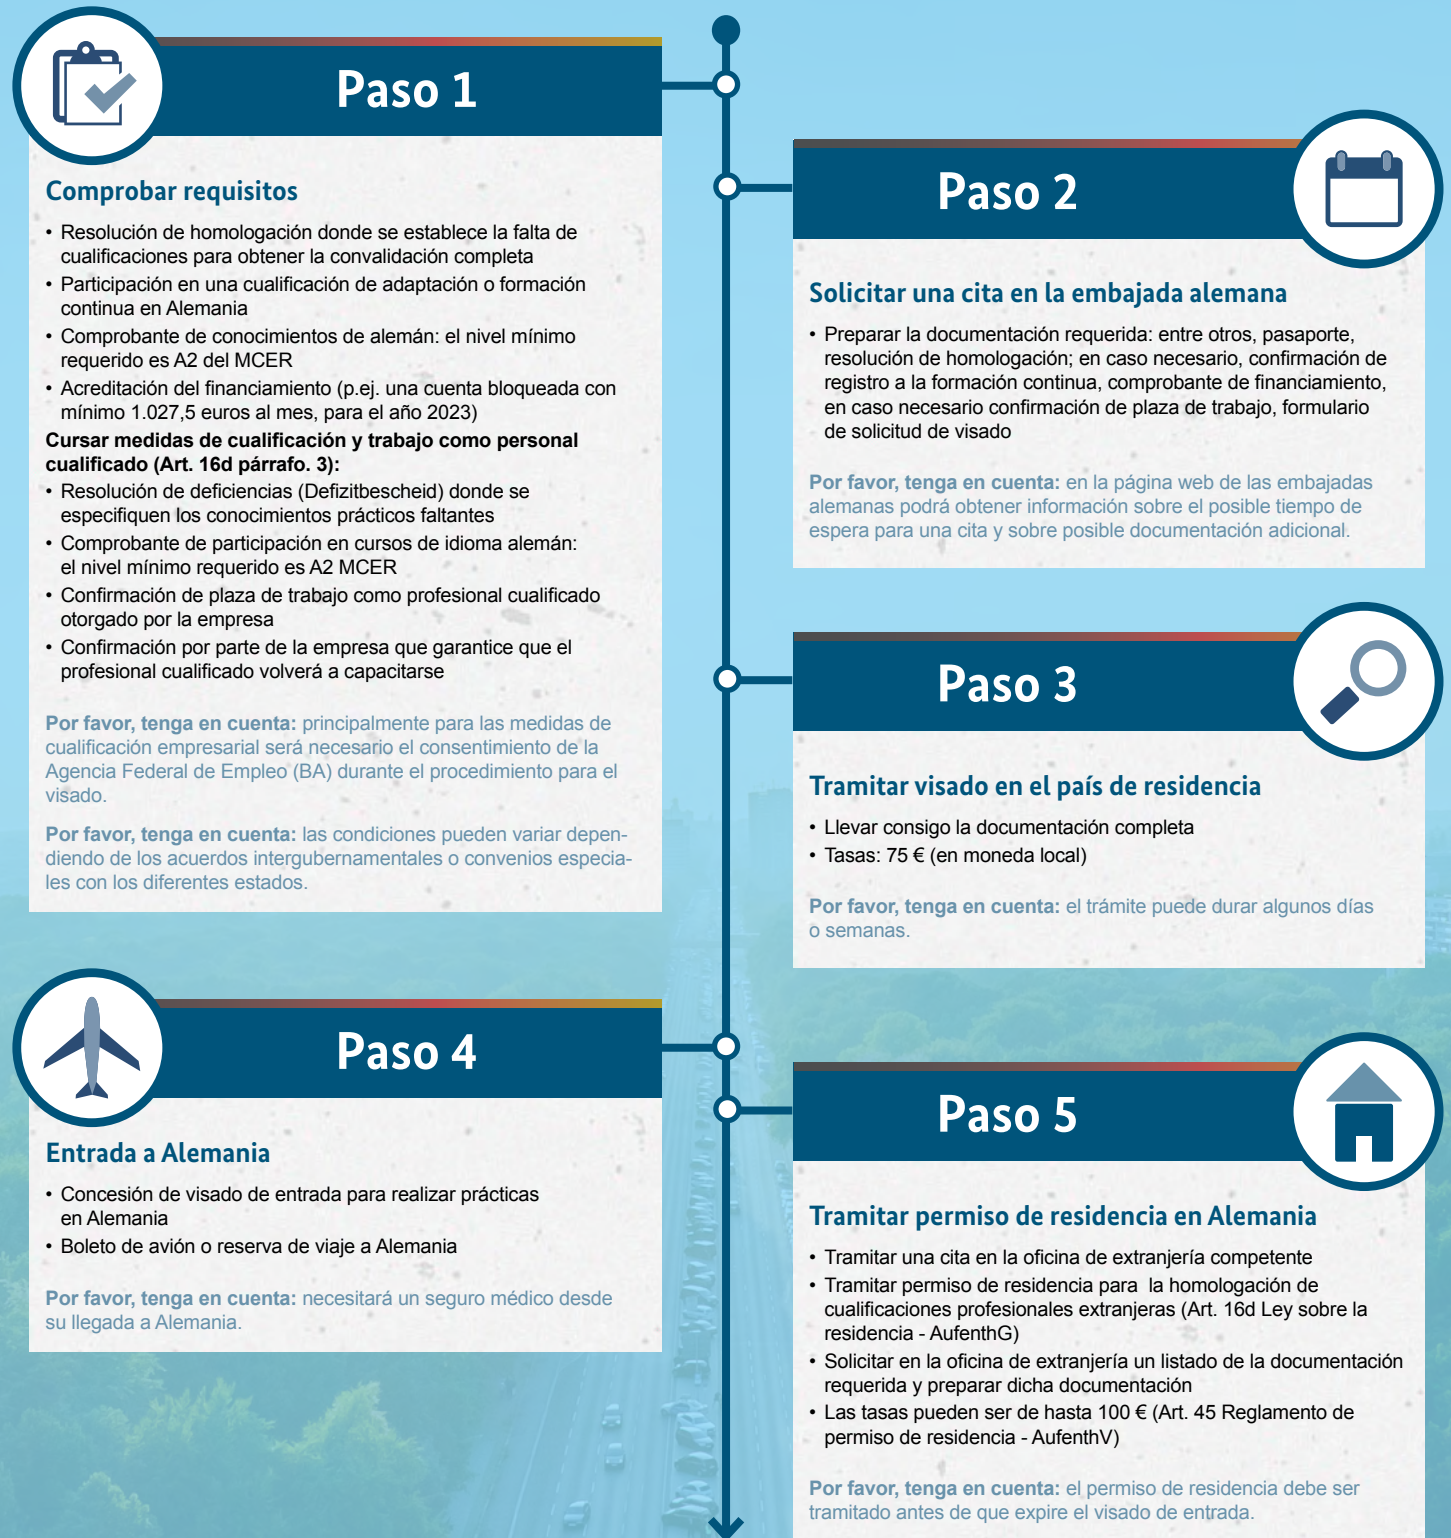 Paso 1
Comprobar requisitos
• Resolución de homologación donde se establece la falta de
cualificaciones para obtener la convalidación completa
• Participación en una cualificación de adaptación o formación
continua en Alemania
• Comprobante de conocimientos de alemán: el nivel mínimo
requerido es A2 del MCER
• Acreditación del financiamiento (p.ej. una cuenta bloqueada con
mínimo 1.027,5 euros al mes, para el año 2023)
Cursar medidas de cualificación y trabajo como personal
cualificado (Art. 16d párrafo. 3):
• Resolución de deficiencias (Defizitbescheid) donde se
especifiquen los conocimientos prácticos faltantes
• Comprobante de participación en cursos de idioma alemán:
el nivel mínimo requerido es A2 MCER
• Confirmación de plaza de trabajo como profesional cualificado
otorgado por la empresa
• Confirmación por parte de la empresa que garantice que el
profesional cualificado volverá a capacitarse
Por favor, tenga en cuenta: principalmente para las medidas de
cualificación empresarial será necesario el consentimiento de la
Agencia Federal de Empleo (BA) durante el procedimiento para el
visado.
Por favor, tenga en cuenta: las condiciones pueden variar depen-
diendo de los acuerdos intergubernamentales o convenios especia-
les con los diferentes estados.
Paso 2
Solicitar una cita en la embajada alemana
• Preparar la documentación requerida: entre otros, pasaporte,
resolución de homologación; en caso necesario, confirmación de
registro a la formación continua, comprobante de financiamiento,
en caso necesario confirmación de plaza de trabajo, formulario
de solicitud de visado
Por favor, tenga en cuenta: en la página web de las embajadas
alemanas podrá obtener información sobre el posible tiempo de
espera para una cita y sobre posible documentación adicional.
Paso 3
Tramitar visado en el país de residencia
• Llevar consigo la documentación completa
• Tasas: 75 € (en moneda local)
Por favor, tenga en cuenta: el trámite puede durar algunos días
o semanas.
Paso 4
Entrada a Alemania
• Concesión de visado de entrada para realizar prácticas
en Alemania
• Boleto de avión o reserva de viaje a Alemania
Por favor, tenga en cuenta: necesitará un seguro médico desde
su llegada a Alemania.
Paso 5
Tramitar permiso de residencia en Alemania
• Tramitar una cita en la oficina de extranjería competente
• Tramitar permiso de residencia para la homologación de
cualificaciones profesionales extranjeras (Art. 16d Ley sobre la
residencia - AufenthG)
• Solicitar en la oficina de extranjería un listado de la documentación
requerida y preparar dicha documentación
• Las tasas pueden ser de hasta 100 € (Art. 45 Reglamento de
permiso de residencia - AufenthV)
Por favor, tenga en cuenta: el permiso de residencia debe ser
tramitado antes de que expire el visado de entrada.